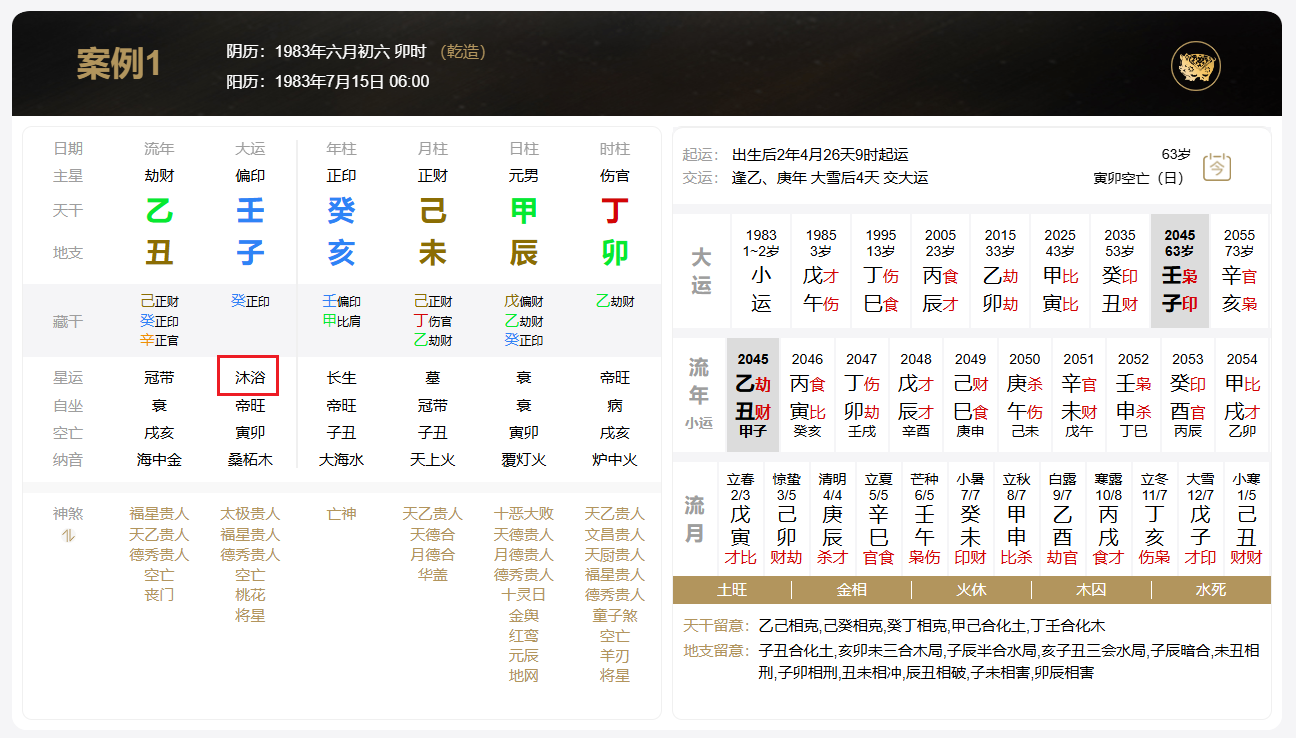 案例1
阴历：1983年六月初六 卯时 （乾造）
阳历：1983年7月15日 06:00
日期 流年 大运 年柱 月柱 日柱 时柱
主星 劫财 偏印 正印 正财 元男 伤官
天干 乙 壬 癸 己 甲 丁
地支 丑 子 亥 未 辰 卯
藏干
己正财 癸正印 壬偏印 己正财 戊偏财 乙劫财
癸正印 甲比肩 丁伤官 乙劫财
辛正官 乙劫财 癸正印
星运 冠带 沐浴 长生 墓 衰 帝旺
自坐 衰 帝旺 帝旺 冠带 衰 病
空亡 戌亥 寅卯 子丑 子丑 寅卯 戌亥
纳音 海中金 桑柘木 大海水 天上火 覆灯火 炉中火
神煞 福星贵人 太极贵人 亡神 天乙贵人 十恶大败 天乙贵人
天乙贵人 福星贵人 天德合 天德贵人 文昌贵人
德秀贵人 德秀贵人 月德合 月德贵人 天厨贵人
空亡 空亡 华盖 德秀贵人 福星贵人
丧门 桃花 十灵日 德秀贵人
将星 金舆 童子煞
红鸾 空亡
元辰 羊刃
地网 将星
起运： 出生后2年4月26天9时起运 63岁
交运： 逢乙、庚年 大雪后4天 交大运 寅卯空亡（日）
今
大运
1983 1985 1995 2005 2015 2025 2035 2045 2055
1~2岁 3岁 13岁 23岁 33岁 43岁 53岁 63岁 73岁
小 戊才 丁伤 丙食 乙劫 甲比 癸印 壬枭 辛官
运 午伤 巳食 辰才 卯劫 寅比 丑财 子印 亥枭
流年
小运
2045 2046 2047 2048 2049 2050 2051 2052 2053 2054
乙劫 丙食 丁伤 戊才 己财 庚杀 辛官 壬枭 癸印 甲比
丑财 寅比 卯劫 辰才 巳食 午伤 未财 申杀 酉官 戌才
甲子 癸亥 壬戌 辛酉 庚申 己未 戊午 丁巳 丙辰 乙卯
流月
立春 惊蛰 清明 立夏 芒种 小暑 立秋 白露 寒露 立冬 大雪 小寒
2/3 3/5 4/4 5/5 6/5 7/7 8/7 9/7 10/8 11/7 12/7 1/5
戊 己 庚 辛 壬 癸 甲 乙 丙 丁 戊 己
寅 卯 辰 巳 午 未 申 酉 戌 亥 子 丑
才比 财劫 杀才 官食 枭伤 印财 比杀 劫官 食才 伤枭 才印 财财
土旺 金相 火休 木囚 水死
天干留意： 乙己相克,己癸相克,癸丁相克,甲己合化土,丁壬合化木
地支留意： 子丑合化土,亥卯未三合木局,子辰半合水局,亥子丑三会水局,子辰暗合,未丑相
刑,子卯相刑,丑未相冲,辰丑相破,子未相害,卯辰相害